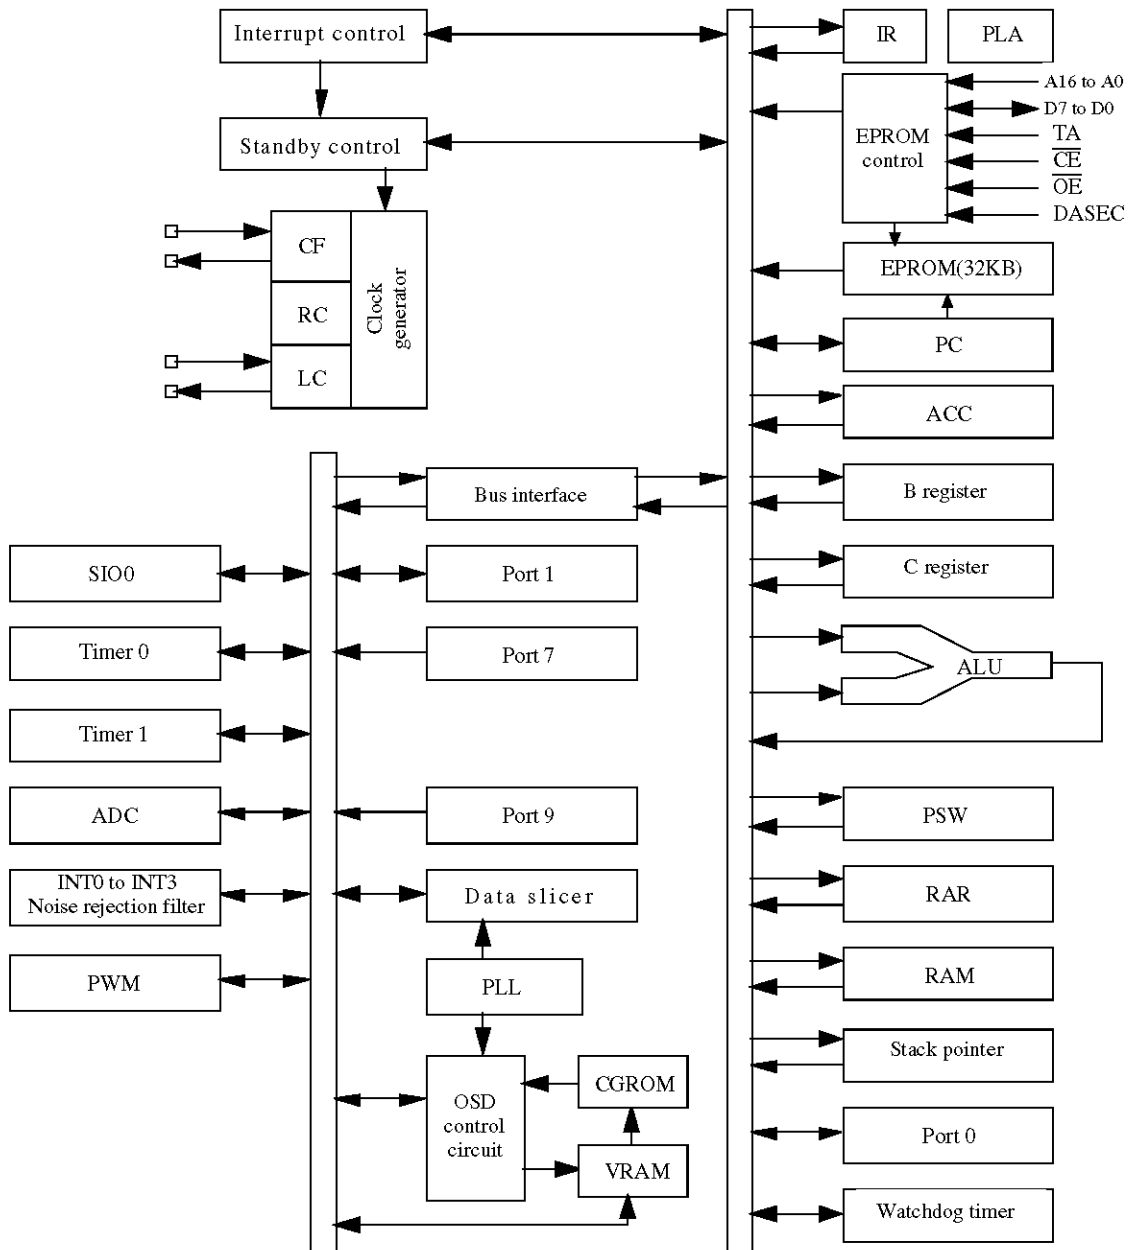 Interrupt control
IR
PLA
A16 to A0
D7 to D0
EPROM
control
TA
CE
OE
DASEC
Standby control
CF
RC
LC
Clock
generator
EPROM(32KB)
PC
ACC
Bus interface
B register
SIO0
Port 1
C register
Timer 0
Port 7
ALU
Timer 1
ADC
Port 9
PSW
INT0 to INT3
Noise rejection filter
Data slicer
RAR
PWM
PLL
RAM
Stack pointer
OSD
control
circuit
CGROM
VRAM
Port 0
Watchdog timer